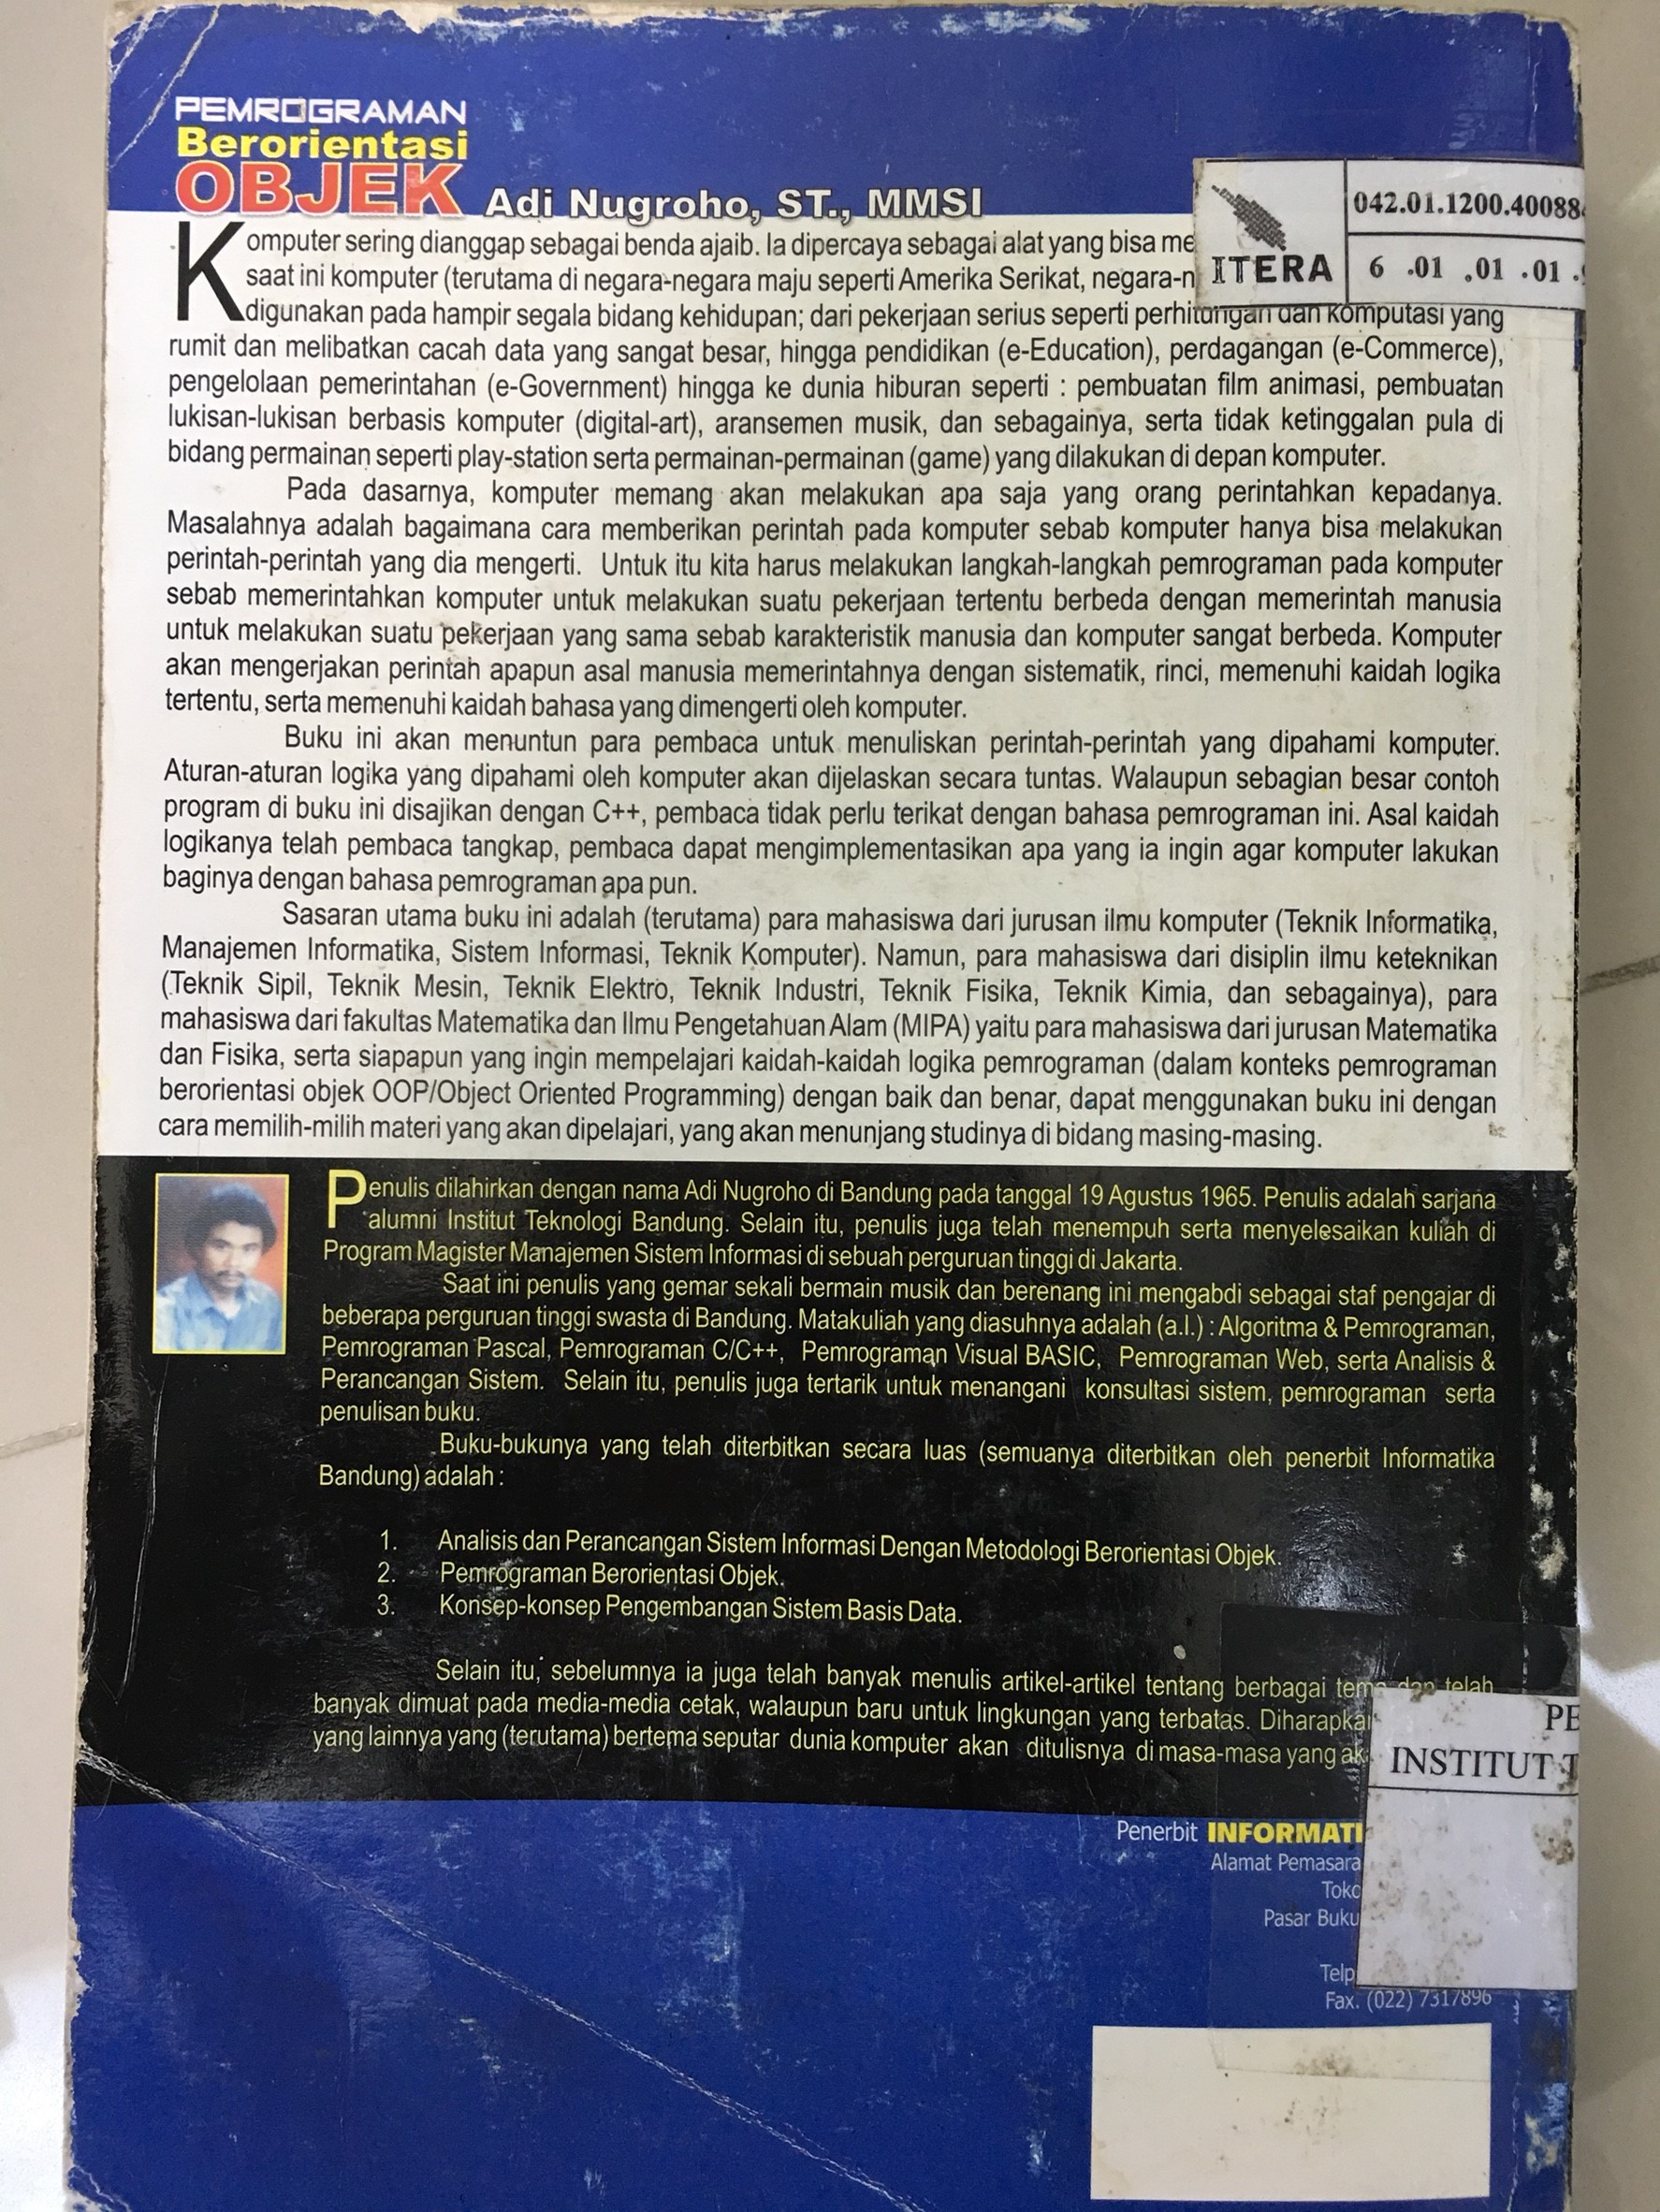 PEMROGRAMAN
Berorientasi
OBJEK Adi Nugroho, ST., MMSI
042.01.1200.40088
ITERA
6 .01 .01 .01 .
Komputer sering dianggap sebagai benda ajaib. Ia dipercaya sebagai alat yang bisa me
saat ini komputer (terutama di negara-negara maju seperti Amerika Serikat, negara-n
digunakan pada hampir segala bidang kehidupan; dari pekerjaan serius seperti perhitungan dan komputasi yang
rumit dan melibatkan cacah data yang sangat besar, hingga pendidikan (e-Education), perdagangan (e-Commerce),
pengelolaan pemerintahan (e-Government) hingga ke dunia hiburan seperti : pembuatan film animasi, pembuatan
lukisan-lukisan berbasis komputer (digital-art), aransemen musik, dan sebagainya, serta tidak ketinggalan pula di
bidang permainan seperti play-station serta permainan-permainan (game) yang dilakukan di depan komputer.
Pada dasarnya, komputer memang akan melakukan apa saja yang orang perintahkan kepadanya.
Masalahnya adalah bagaimana cara memberikan perintah pada komputer sebab komputer hanya bisa melakukan
perintah-perintah yang dia mengerti. Untuk itu kita harus melakukan langkah-langkah pemrograman pada komputer
sebab memerintahkan komputer untuk melakukan suatu pekerjaan tertentu berbeda dengan memerintah manusia
untuk melakukan suatu pekerjaan yang sama sebab karakteristik manusia dan komputer sangat berbeda. Komputer
akan mengerjakan perintah apapun asal manusia memerintahnya dengan sistematik, rinci, memenuhi kaidah logika
tertentu, serta memenuhi kaidah bahasa yang dimengerti oleh komputer.
Buku ini akan menuntun para pembaca untuk menuliskan perintah-perintah yang dipahami komputer.
Aturan-aturan logika yang dipahami oleh komputer akan dijelaskan secara tuntas. Walaupun sebagian besar contoh
program di buku ini disajikan dengan C++, pembaca tidak perlu terikat dengan bahasa pemrograman ini. Asal kaidah
logikanya telah pembaca tangkap, pembaca dapat mengimplementasikan apa yang ia ingin agar komputer lakukan
baginya dengan bahasa pemrograman apa pun.
Sasaran utama buku ini adalah (terutama) para mahasiswa dari jurusan ilmu komputer (Teknik Informatika,
Manajemen Informatika, Sistem Informasi, Teknik Komputer). Namun, para mahasiswa dari disiplin ilmu keteknikan
(Teknik Sipil, Teknik Mesin, Teknik Elektro, Teknik Industri, Teknik Fisika, Teknik Kimia, dan sebagainya), para
mahasiswa dari fakultas Matematika dan Ilmu Pengetahuan Alam (MIPA) yaitu para mahasiswa dari jurusan Matematika
dan Fisika, serta siapapun yang ingin mempelajari kaidah-kaidah logika pemrograman (dalam konteks pemrograman
berorientasi objek OOP/Object Oriented Programming) dengan baik dan benar, dapat menggunakan buku ini dengan
cara memilih-milih materi yang akan dipelajari, yang akan menunjang studinya di bidang masing-masing.
Penulis dilahirkan dengan nama Adi Nugroho di Bandung pada tanggal 19 Agustus 1965. Penulis adalah sarjana
alumni Institut Teknologi Bandung. Selain itu, penulis juga telah menempuh serta menyelesaikan kuliah di
Program Magister Manajemen Sistem Informasi di sebuah perguruan tinggi di Jakarta.
Saat ini penulis yang gemar sekali bermain musik dan berenang ini mengabdi sebagai staf pengajar di
beberapa perguruan tinggi swasta di Bandung. Matakuliah yang diasuhnya adalah (a.l.) : Algoritma & Pemrograman,
Pemrograman Pascal, Pemrograman C/C++, Pemrograman Visual BASIC, Pemrograman Web, serta Analisis &
Perancangan Sistem. Selain itu, penulis juga tertarik untuk menangani konsultasi sistem, pemrograman serta
penulisan buku.
Buku-bukunya yang telah diterbitkan secara luas (semuanya diterbitkan oleh penerbit Informatika
Bandung) adalah :
1. Analisis dan Perancangan Sistem Informasi Dengan Metodologi Berorientasi Objek.
2. Pemrograman Berorientasi Objek.
3. Konsep-konsep Pengembangan Sistem Basis Data.
Selain itu, sebelumnya ia juga telah banyak menulis artikel-artikel tentang berbagai tema dan telah
banyak dimuat pada media-media cetak, walaupun baru untuk lingkungan yang terbatas. Diharapka
yang lainnya yang (terutama) bertema seputar dunia komputer akan ditulisnya di masa-masa yang ak
PE
INSTITUT T
Penerbit INFORMATI
Alamat Pemasara
Toko
Pasar Buku
Telp
Fax. (022) 7317896